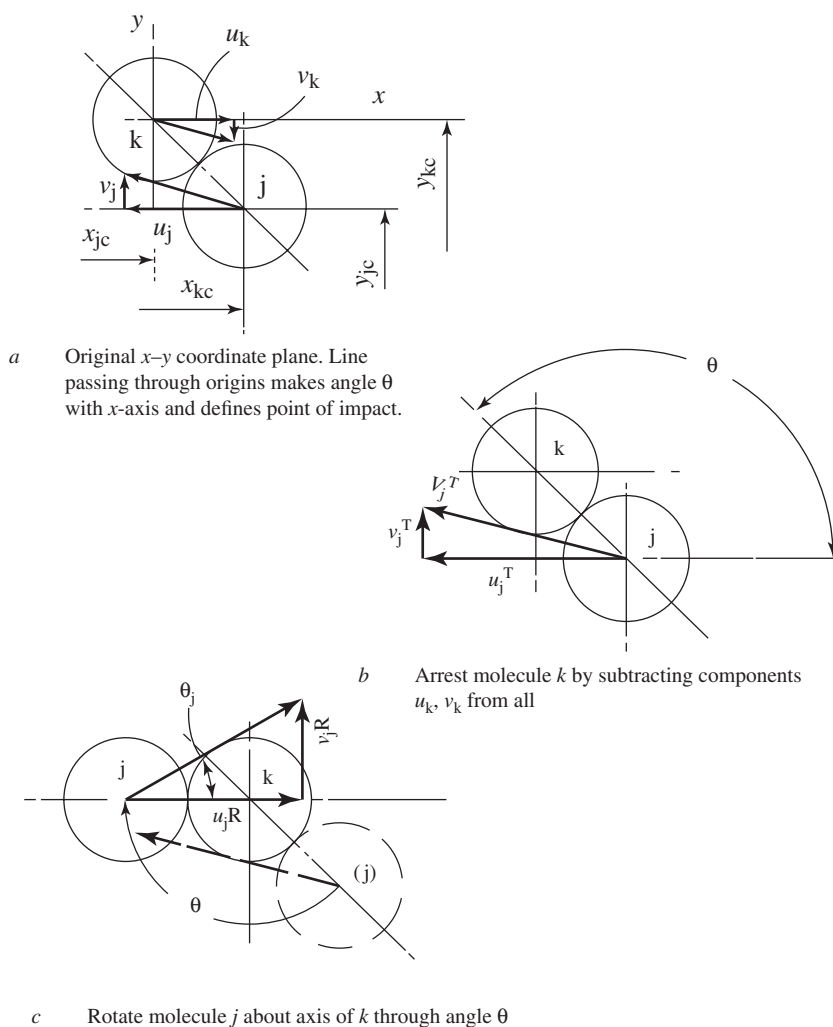 y
u_k
v_k
x
k
y_kc
v_j
j
u_j
x_jc
y_jc
x_kc
a Original x–y coordinate plane. Line
passing through origins makes angle θ
with x-axis and defines point of impact.
θ
k
V_j^T
v_j^T
j
u_j^T
b Arrest molecule k by subtracting components
u_k, v_k from all
θ_j
v_jR
j
k
u_jR
(j)
θ
c Rotate molecule j about axis of k through angle θ